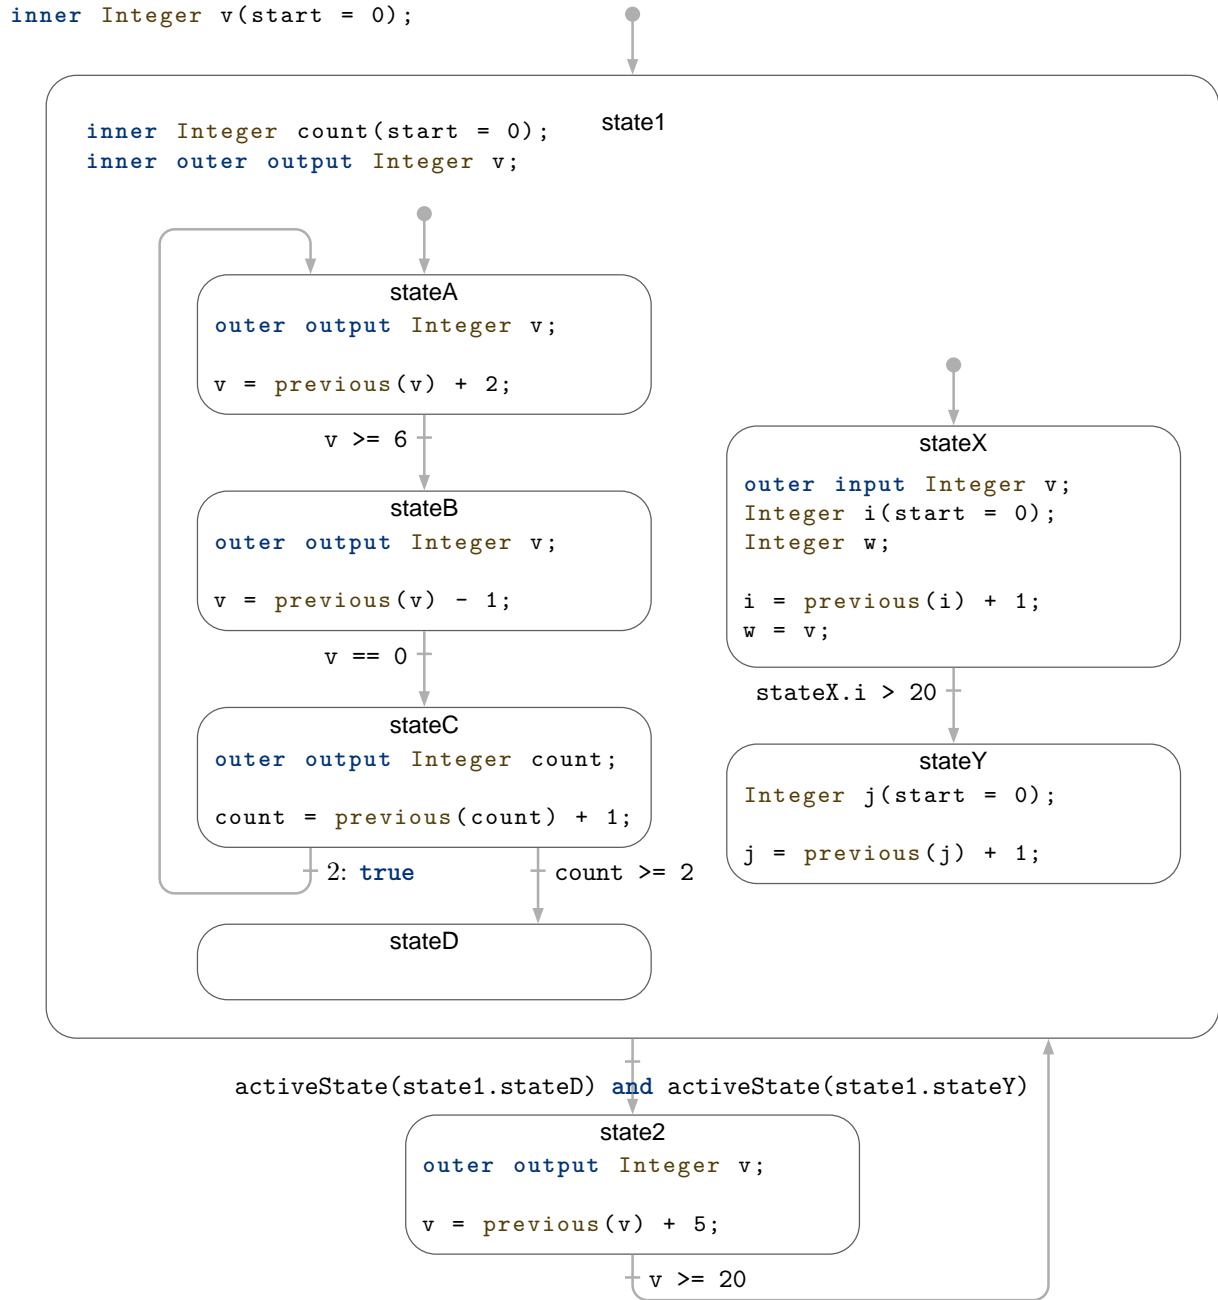 inner Integer v(start = 0);
state1
inner Integer count(start = 0);
inner outer output Integer v;
stateA
outer output Integer v;
v = previous(v) + 2;
v >= 6
stateB
outer output Integer v;
v = previous(v) - 1;
v == 0
stateC
outer output Integer count;
count = previous(count) + 1;
2: true
count >= 2
stateD
stateX
outer input Integer v;
Integer i(start = 0);
Integer w;
i = previous(i) + 1;
w = v;
stateX.i > 20
stateY
Integer j(start = 0);
j = previous(j) + 1;
activeState(state1.stateD) and activeState(state1.stateY)
state2
outer output Integer v;
v = previous(v) + 5;
v >= 20